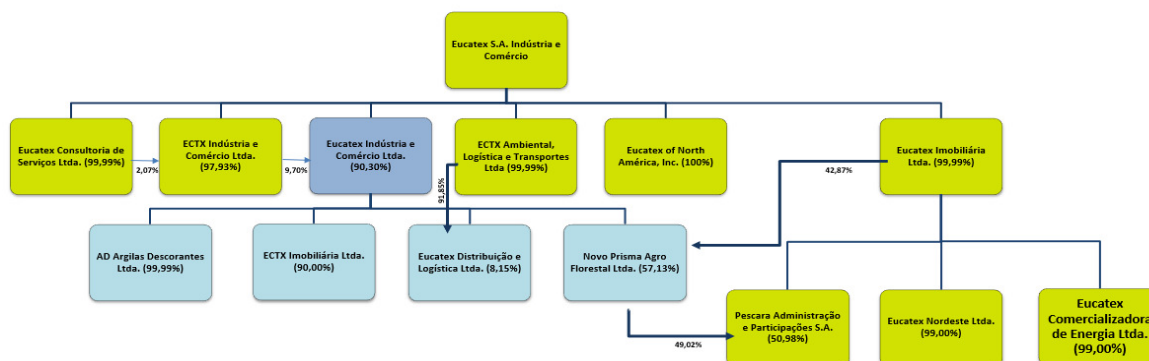 Eucatex S.A. Indústria e
Comércio
Eucatex Consultoria de
Serviços Ltda. (99,99%)
2,07%
ECTX Indústria e
Comércio Ltda.
(97,93%)
9,70%
Eucatex Indústria e
Comércio Ltda.
(90,30%)
ECTX Ambiental,
Logística e Transportes
Ltda (99,99%)
91,85%
Eucatex of North
América, Inc. (100%)
42,87%
Eucatex Imobiliária
Ltda. (99,99%)
AD Argilas Descorantes
Ltda. (99,99%)
ECTX Imobiliária Ltda.
(90,00%)
Eucatex Distribuição e
Logística Ltda. (8,15%)
Novo Prisma Agro
Florestal Ltda. (57,13%)
49,02%
Pescara Administração
e Participações S.A.
(50,98%)
Eucatex Nordeste Ltda.
(99,00%)
Eucatex
Comercializadora
de Energia Ltda.
(99,00%)